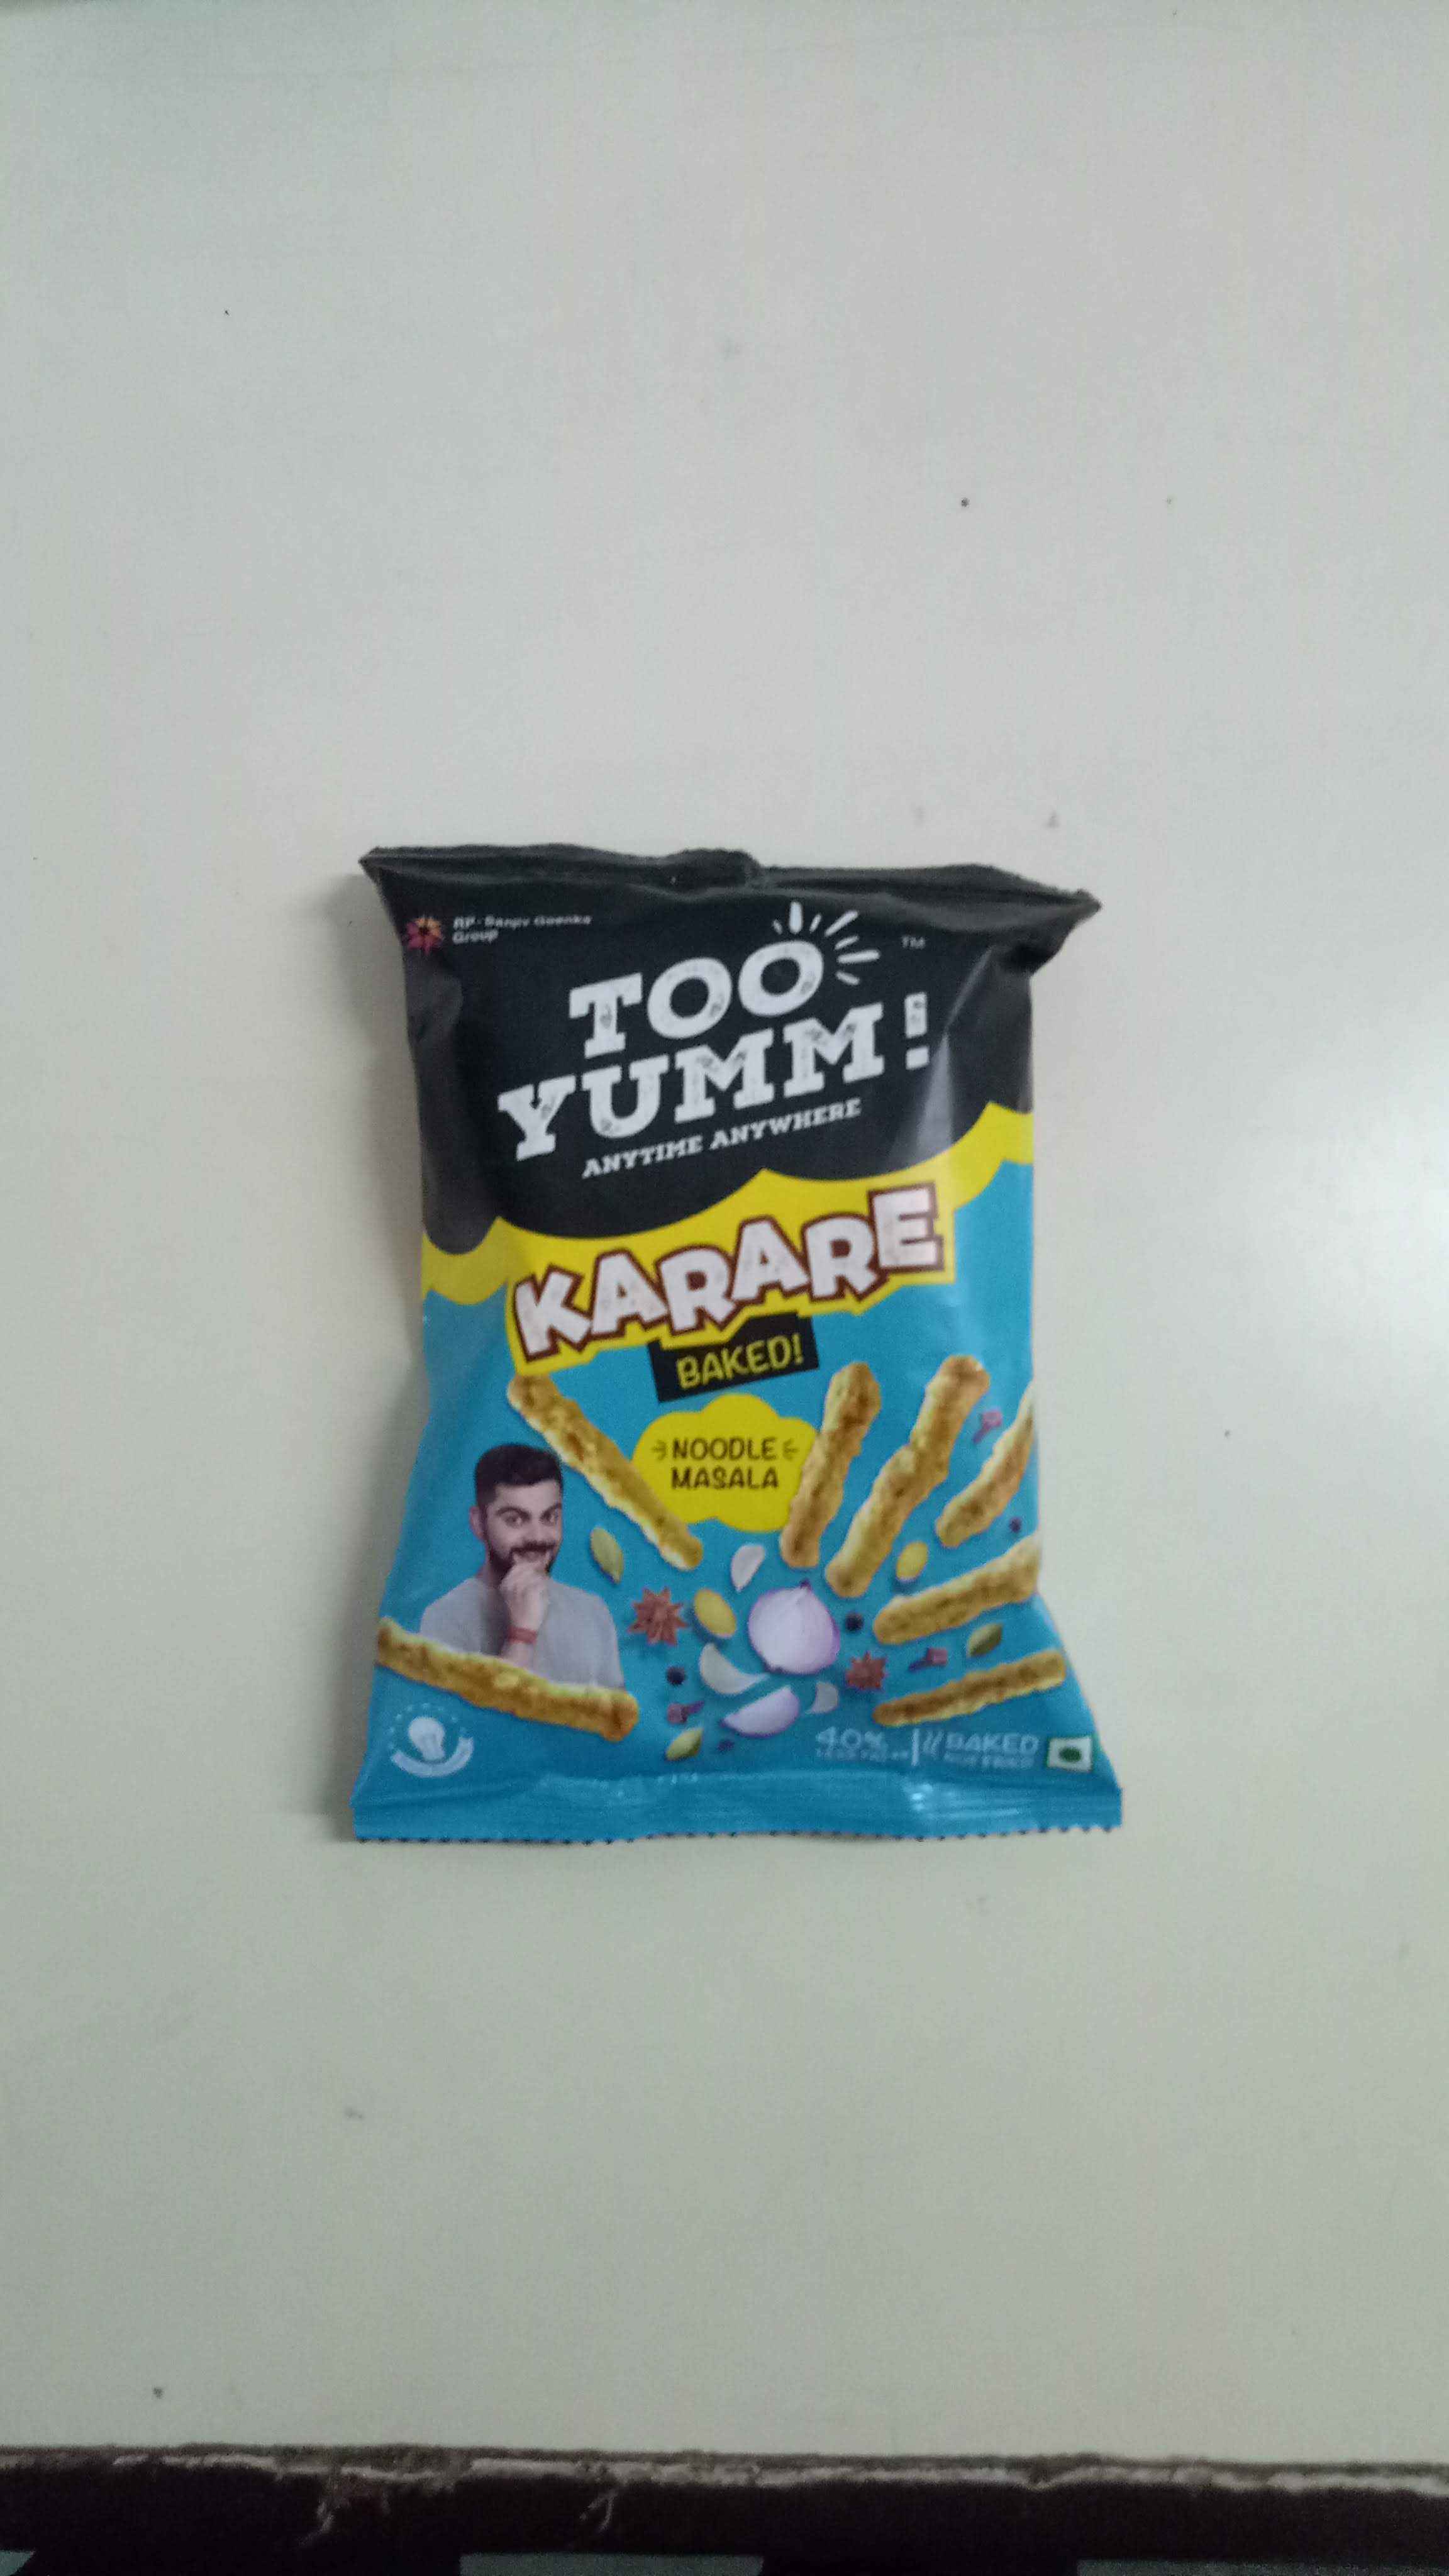 RP-Sanjiv Goenka
Group
TOO
YUMM!
TM
ANYTIME ANYWHERE
KARARE
BAKED!
NOODLE
MASALA
40%
BAKED